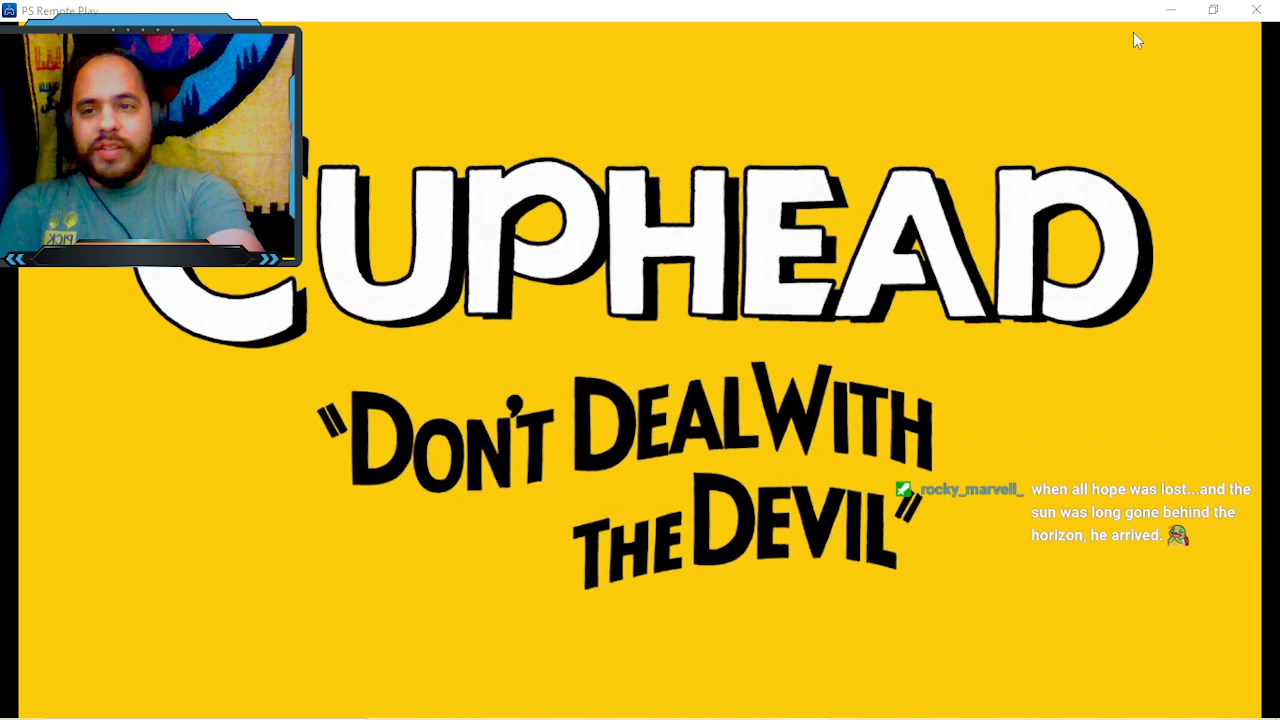 PS Remote Play
CUPHEAD
"DON'T DEAL WITH
THE DEVIL"
rocky_marvell_ when all hope was lost...and the
sun was long gone behind the
horizon, he arrived.
PICK